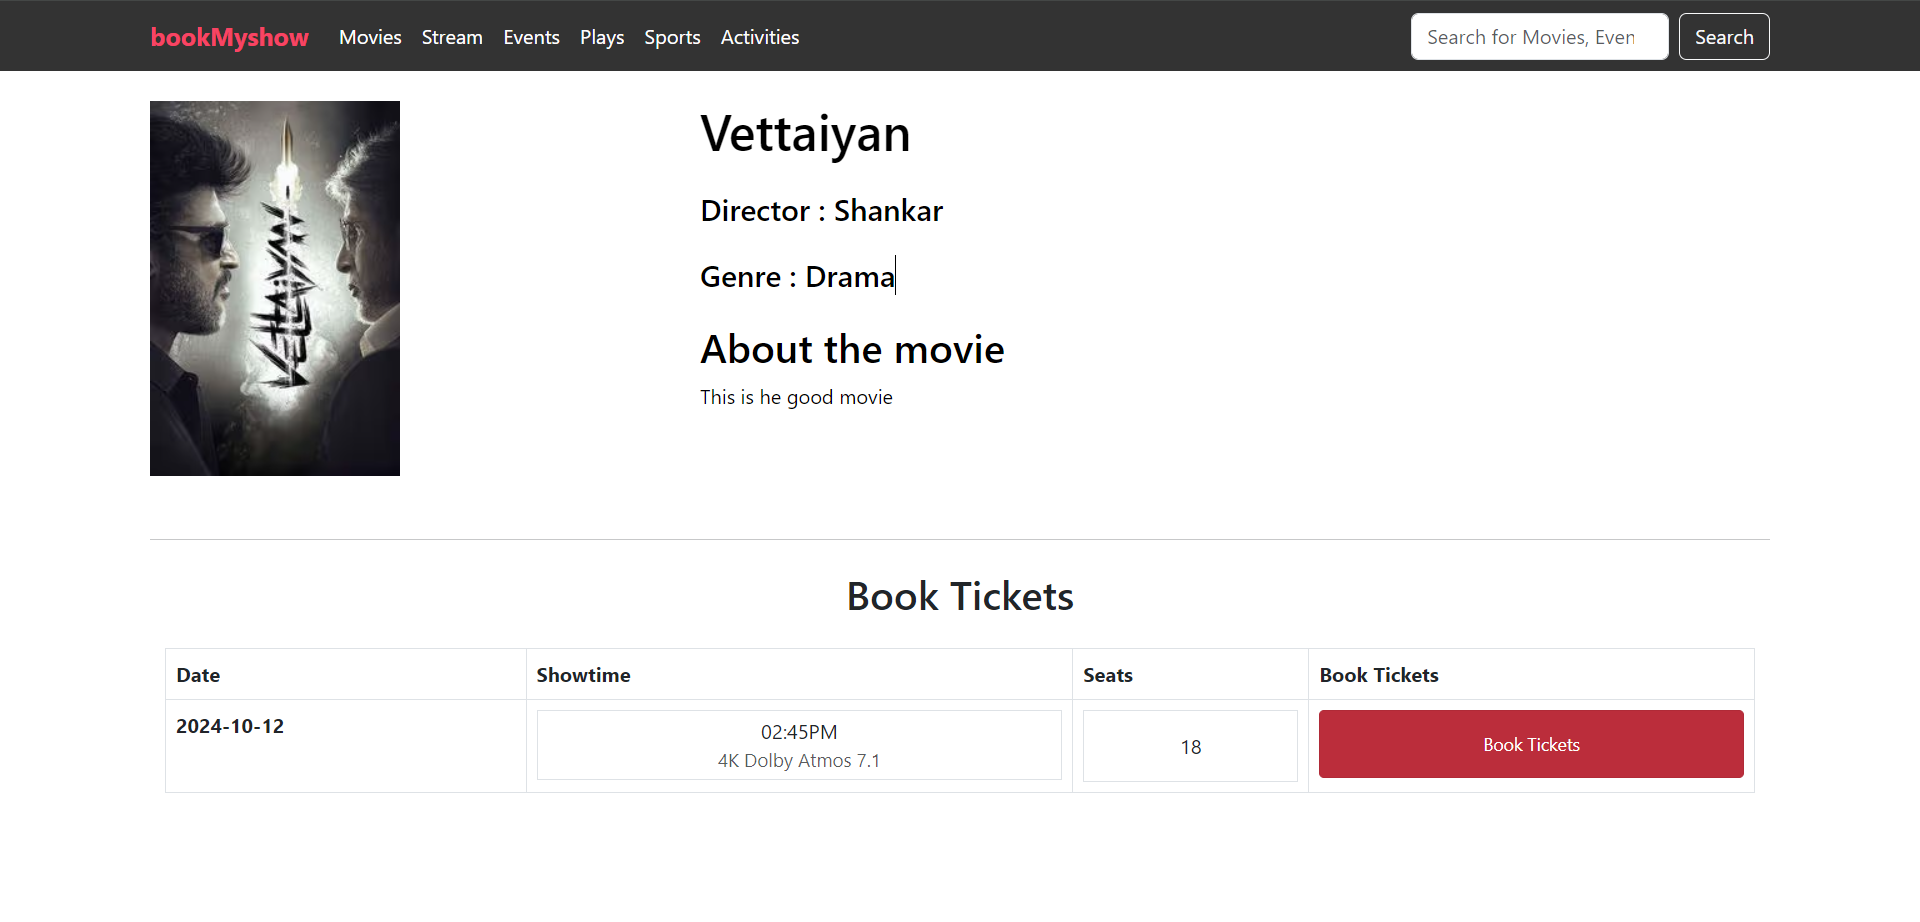 bookMyshow Movies Stream Events Plays Sports Activities Search for Movies, Even Search
VETTAIYAN
Vettaiyan
Director : Shankar
Genre : Drama
About the movie
This is he good movie
Book Tickets
Date Showtime Seats Book Tickets
2024-10-12 02:45PM 18 Book Tickets
4K Dolby Atmos 7.1